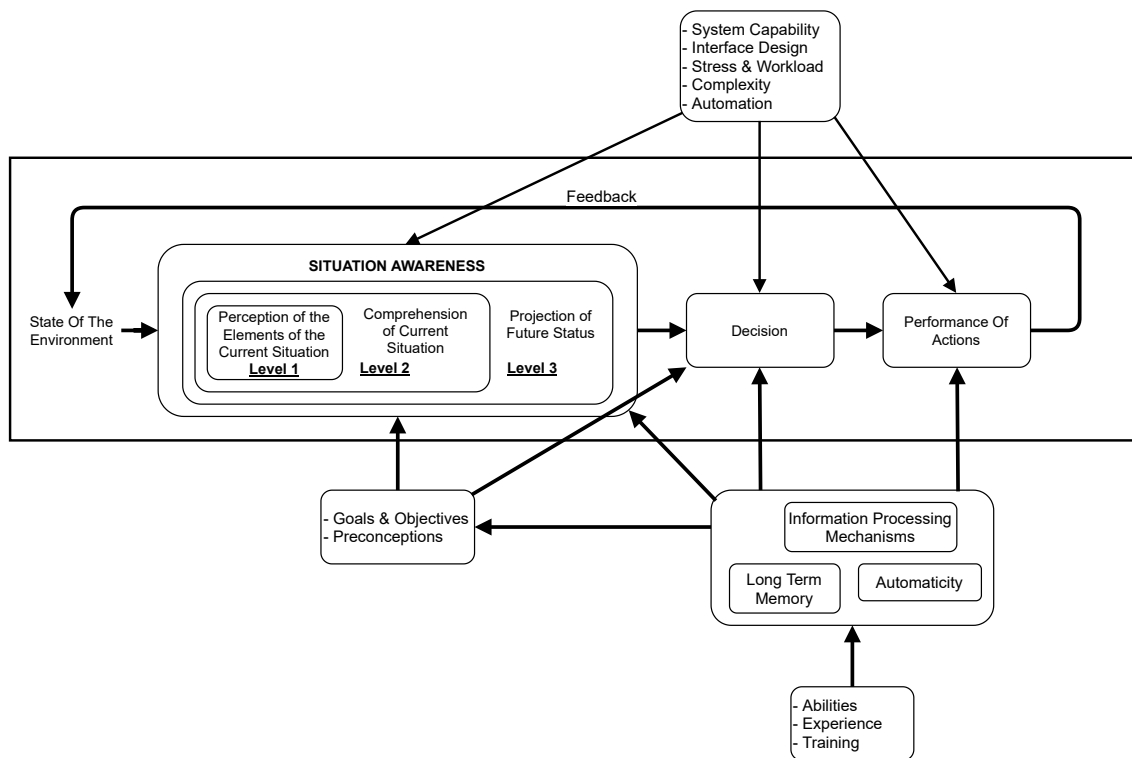 - System Capability
- Interface Design
- Stress & Workload
- Complexity
- Automation
Feedback
SITUATION AWARENESS
State Of The
Environment
Perception of the
Elements of the
Current Situation
Level 1
Comprehension
of Current
Situation
Level 2
Projection of
Future Status
Level 3
Decision
Performance Of
Actions
- Goals & Objectives
- Preconceptions
Information Processing
Mechanisms
Long Term
Memory
Automaticity
- Abilities
- Experience
- Training